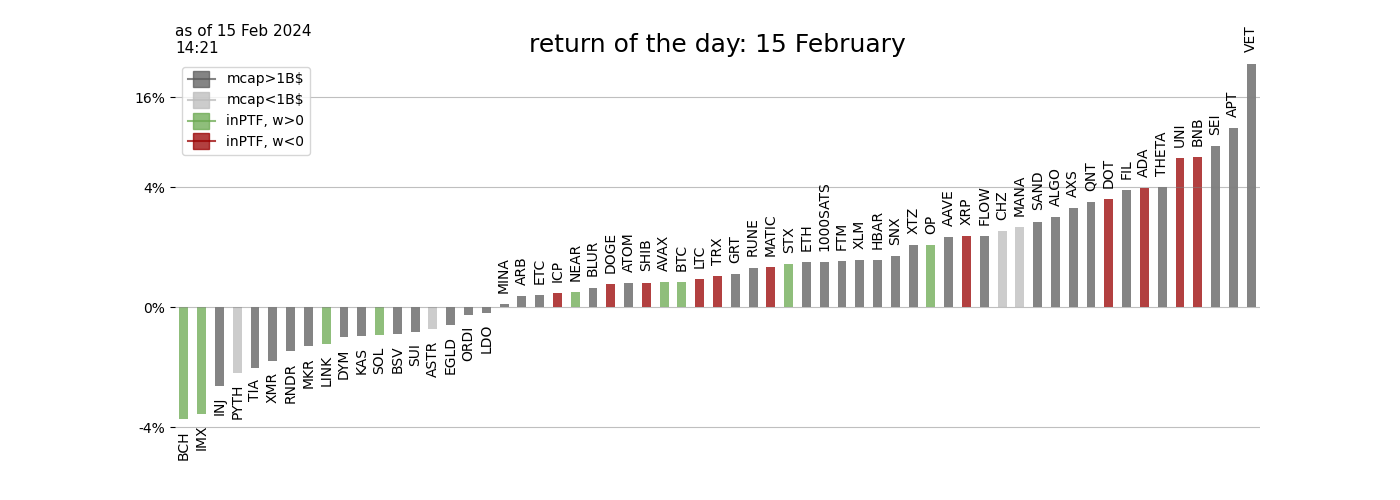 as of 15 Feb 2024
14:21
return of the day: 15 February
mcap>1B$
mcap<1B$
inPTF, w>0
inPTF, w<0
16%
4%
0%
-4%
BCH
IMX
INJ
PYTH
TIA
XMR
RNDR
MKR
LINK
DYM
KAS
SOL
BSV
SUI
ASTR
EGLD
ORDI
LDO
MINA
ARB
ETC
ICP
NEAR
BLUR
DOGE
ATOM
SHIB
AVAX
BTC
LTC
TRX
GRT
RUNE
MATIC
STX
ETH
1000SATS
FTM
XLM
HBAR
SNX
XTZ
OP
AAVE
XRP
FLOW
CHZ
MANA
SAND
ALGO
AXS
QNT
DOT
FIL
ADA
THETA
UNI
BNB
SEI
APT
VET